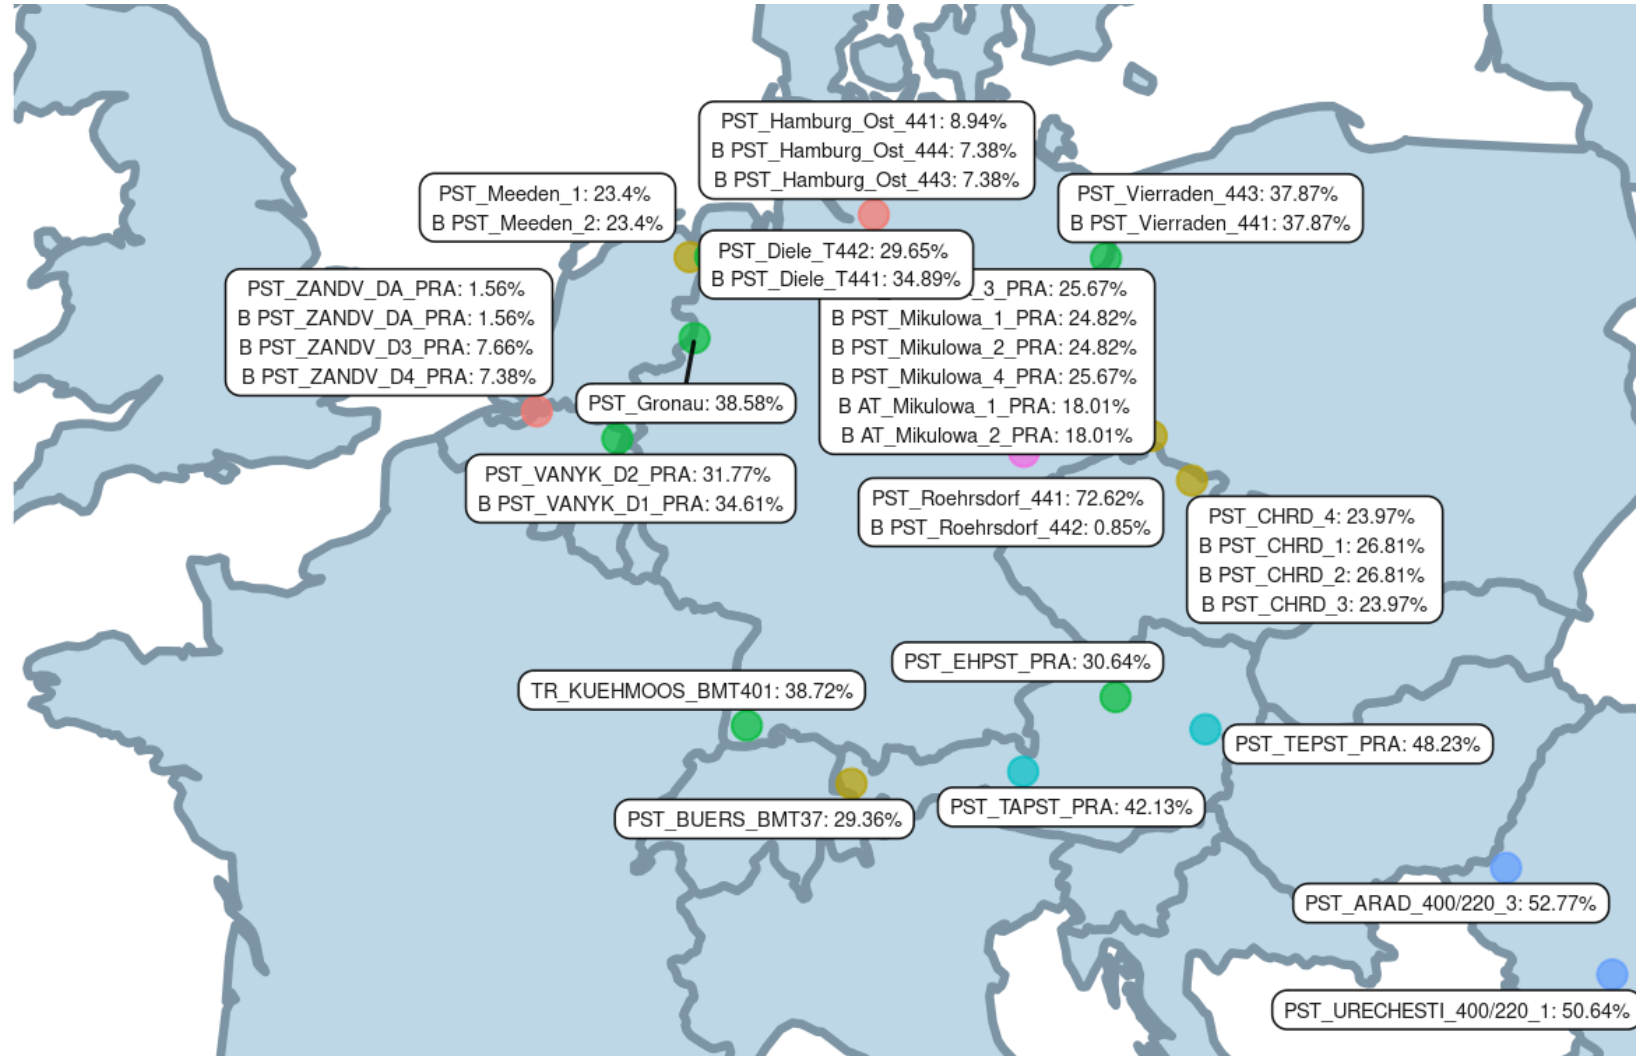 PST_Hamburg_Ost_441: 8.94%
B PST_Hamburg_Ost_444: 7.38%
B PST_Hamburg_Ost_443: 7.38%
PST_Meeden_1: 23.4%
B PST_Meeden_2: 23.4%
PST_Vierraden_443: 37.87%
B PST_Vierraden_441: 37.87%
PST_Diele_T442: 29.65%
B PST_Diele_T441: 34.89%
PST_ZANDV_DA_PRA: 1.56%
B PST_ZANDV_DA_PRA: 1.56%
B PST_ZANDV_D3_PRA: 7.66%
B PST_ZANDV_D4_PRA: 7.38%
_3_PRA: 25.67%
B PST_Mikulowa_1_PRA: 24.82%
B PST_Mikulowa_2_PRA: 24.82%
B PST_Mikulowa_4_PRA: 25.67%
B AT_Mikulowa_1_PRA: 18.01%
B AT_Mikulowa_2_PRA: 18.01%
PST_Gronau: 38.58%
PST_VANYK_D2_PRA: 31.77%
B PST_VANYK_D1_PRA: 34.61%
PST_Roehrsdorf_441: 72.62%
B PST_Roehrsdorf_442: 0.85%
PST_CHRD_4: 23.97%
B PST_CHRD_1: 26.81%
B PST_CHRD_2: 26.81%
B PST_CHRD_3: 23.97%
PST_EHPST_PRA: 30.64%
TR_KUEHMOOS_BMT401: 38.72%
PST_TEPST_PRA: 48.23%
PST_TAPST_PRA: 42.13%
PST_BUERS_BMT37: 29.36%
PST_ARAD_400/220_3: 52.77%
PST_URECHESTI_400/220_1: 50.64%